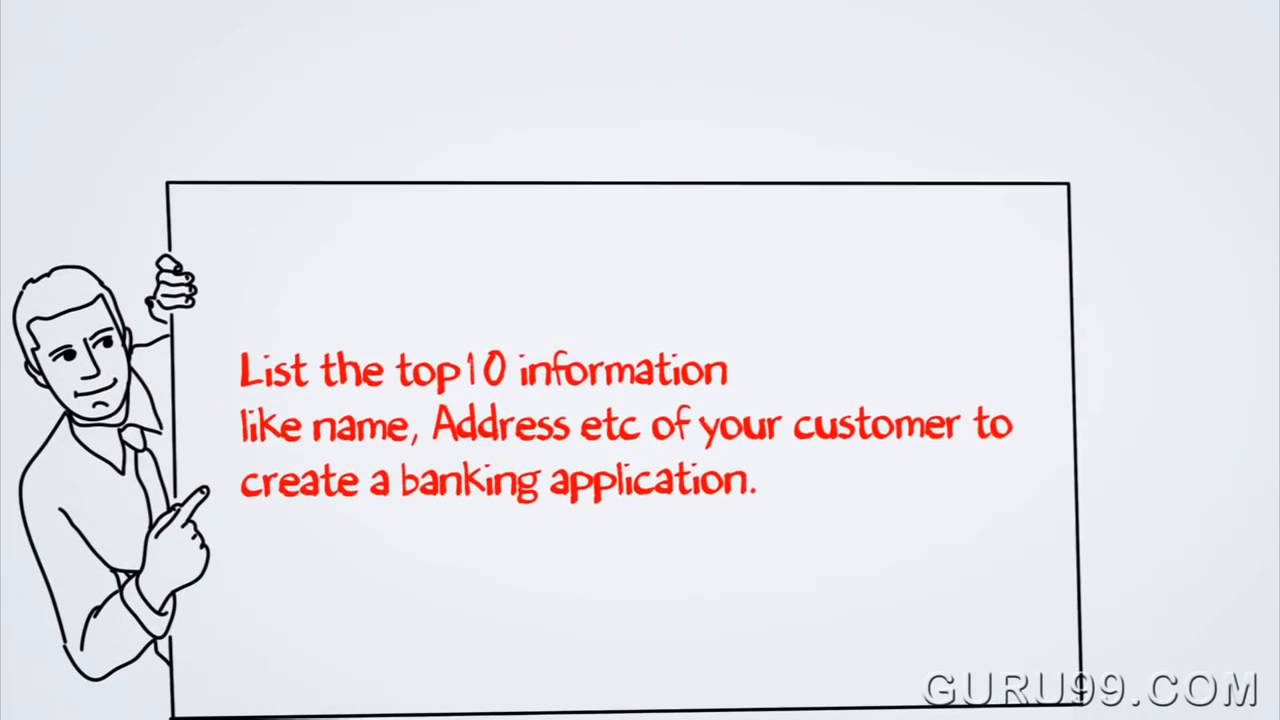 List the top10 information
like name, Address etc of your customer to
create a banking application.
GURU99.COM